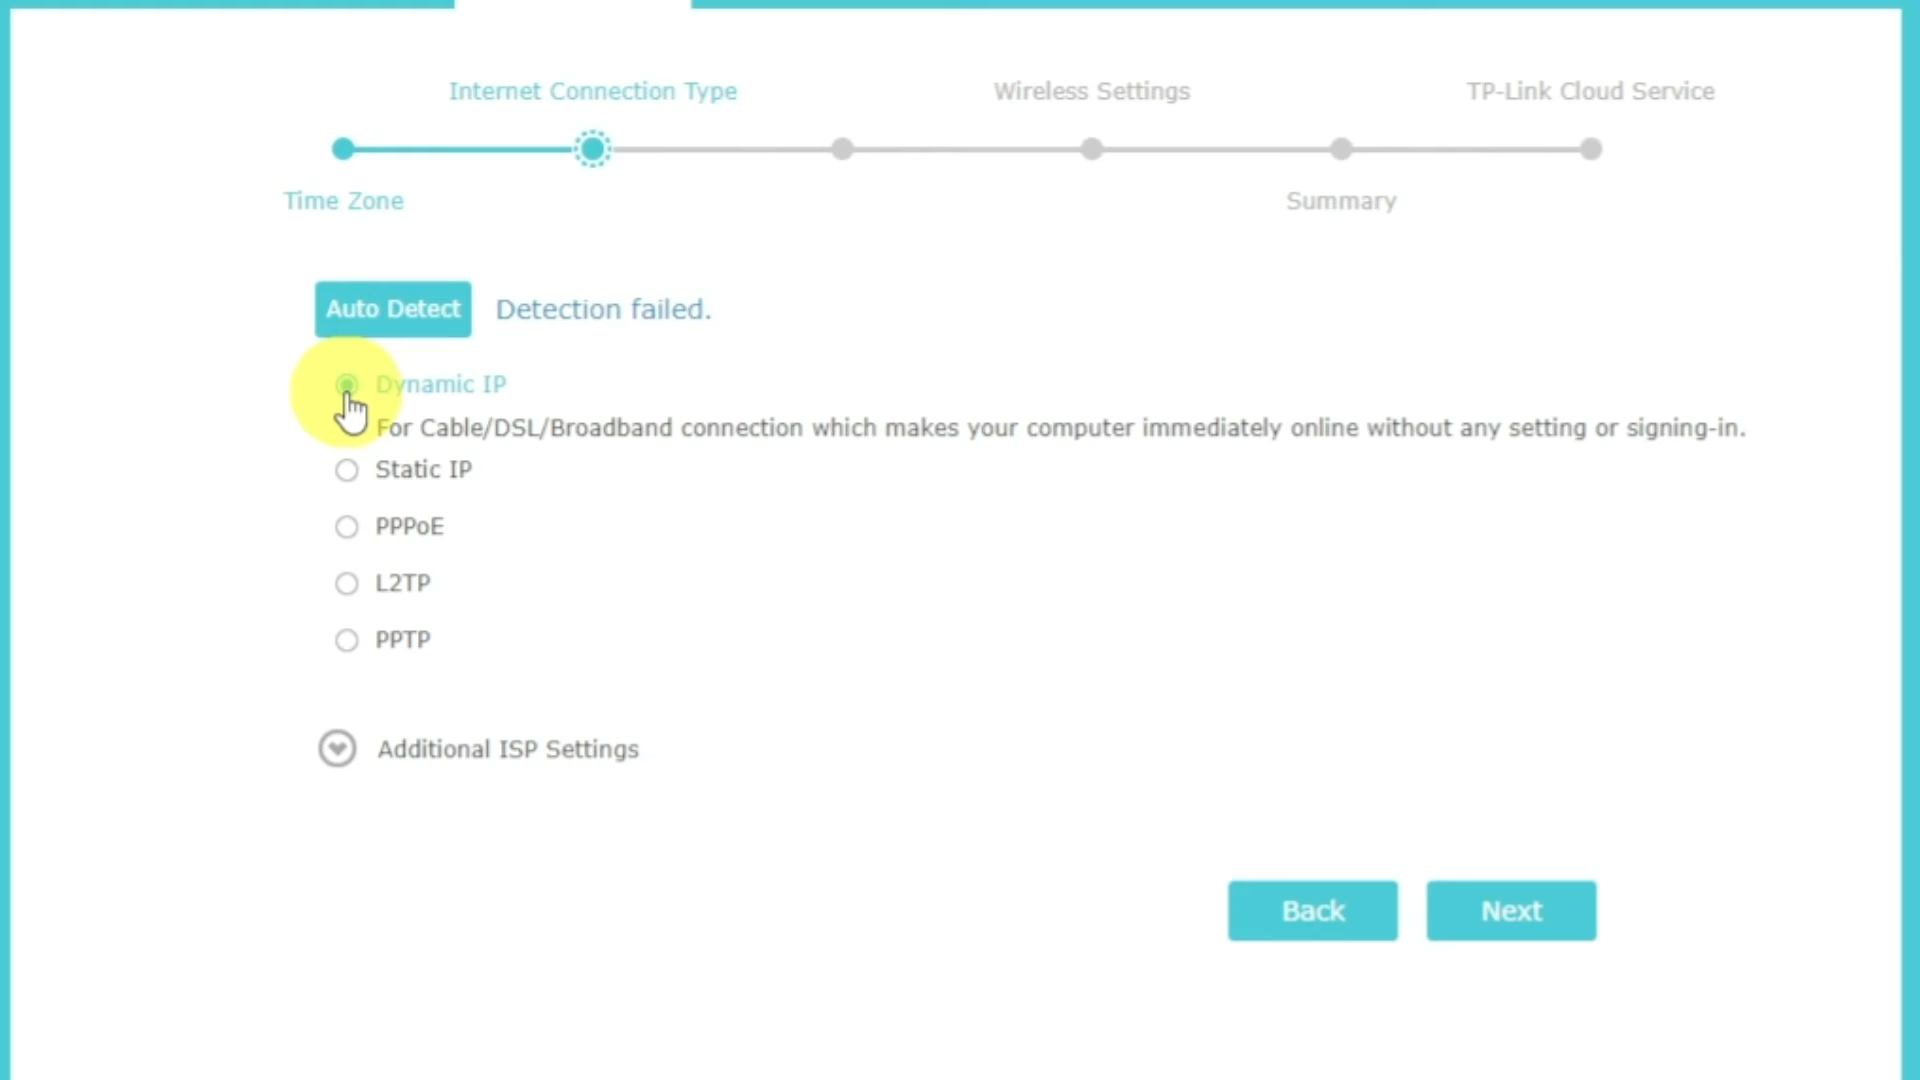 Internet Connection Type Wireless Settings TP-Link Cloud Service
Time Zone Summary
Auto Detect Detection failed.
Dynamic IP
For Cable/DSL/Broadband connection which makes your computer immediately online without any setting or signing-in.
Static IP
PPPoE
L2TP
PPTP
Additional ISP Settings
Back Next